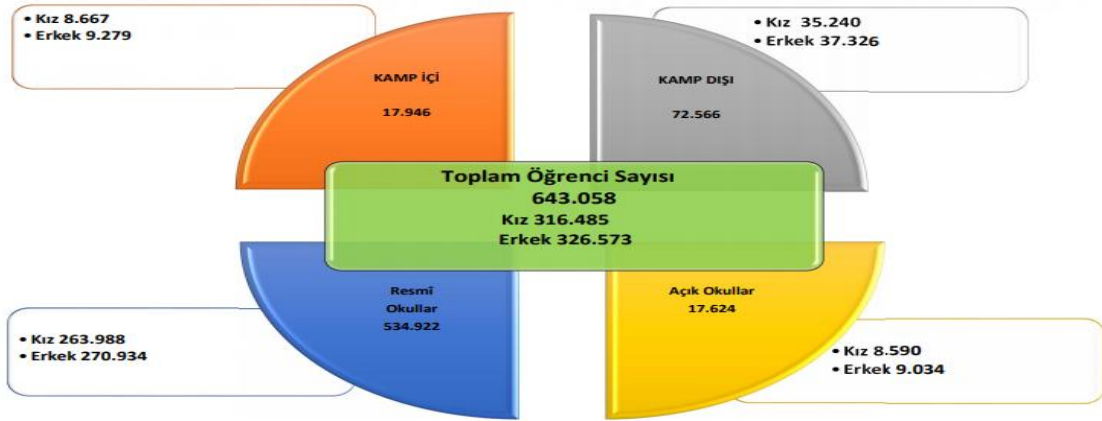 • Kız 8.667
• Erkek 9.279
• Kız 35.240
• Erkek 37.326
KAMP İÇİ
17.946
KAMP DIŞI
72.566
Toplam Öğrenci Sayısı
643.058
Kız 316.485
Erkek 326.573
Resmî
Okullar
534.922
Açık Okullar
17.624
• Kız 263.988
• Erkek 270.934
• Kız 8.590
• Erkek 9.034